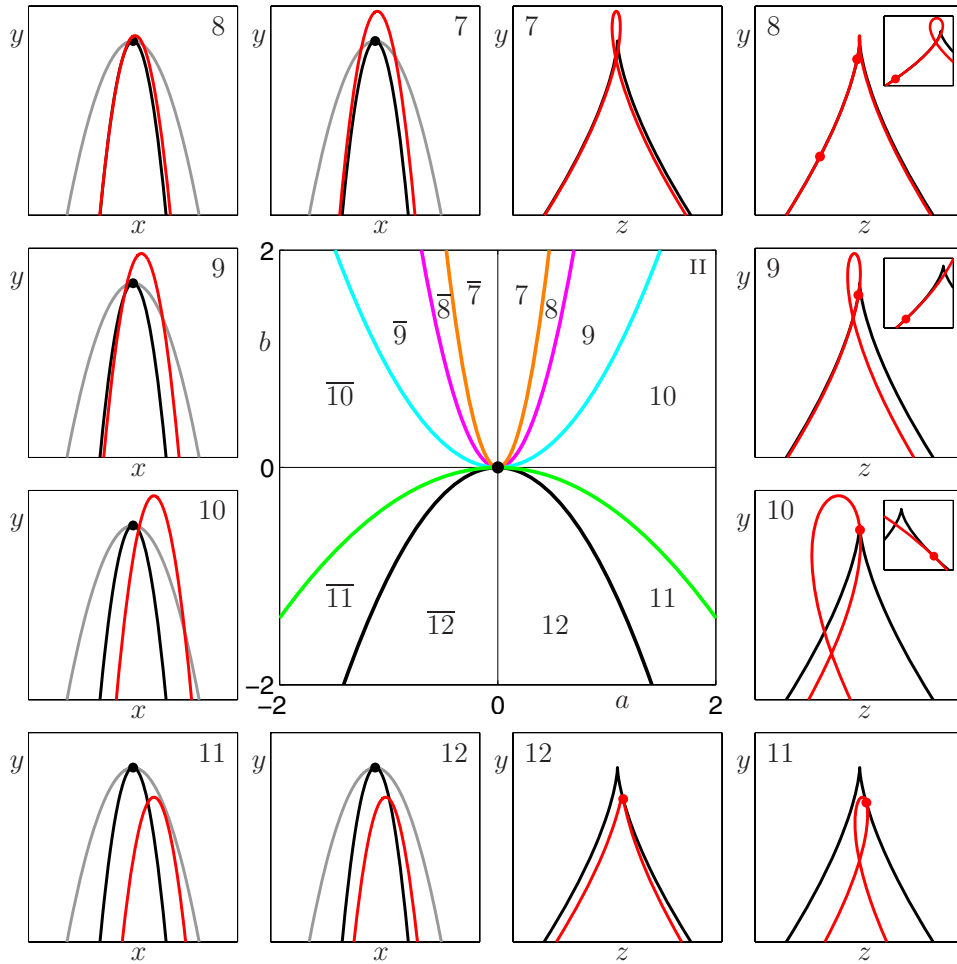 y 8 x
y 7 x
y 7 z
8
y z
y 9 x
2 II
b
0
−2
−2 0 a 2
10 9 8 7 7 8 9 10
11 12 12 11
y 9 z
y 10 x
y 10 z
y 11 x
y 12 x
y 12 z
y 11 z